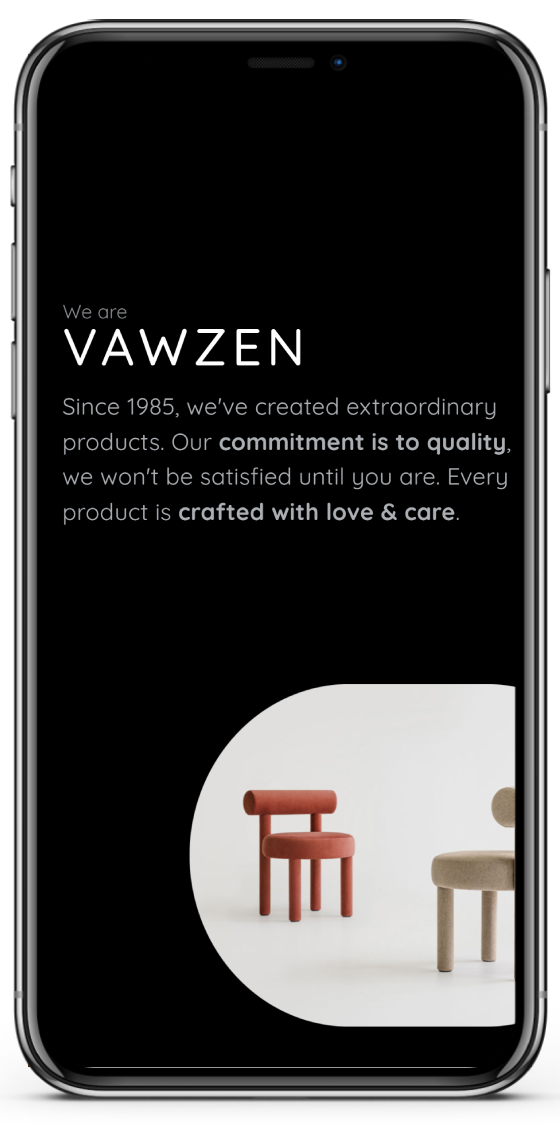 We are
VAWZEN
Since 1985, we've created extraordinary
products. Our commitment is to quality,
we won't be satisfied until you are. Every
product is crafted with love & care.